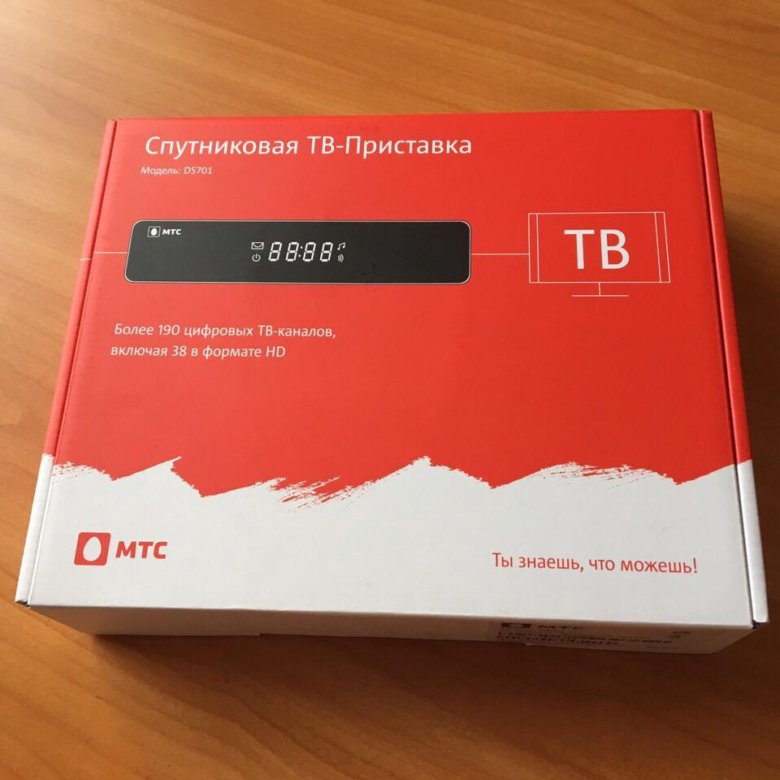 Спутниковая ТВ-Приставка
Модель: DS701
МТС
88:88
ТВ
Более 190 цифровых ТВ-каналов,
включая 38 в формате HD
МТС
Ты знаешь, что можешь!
МТС